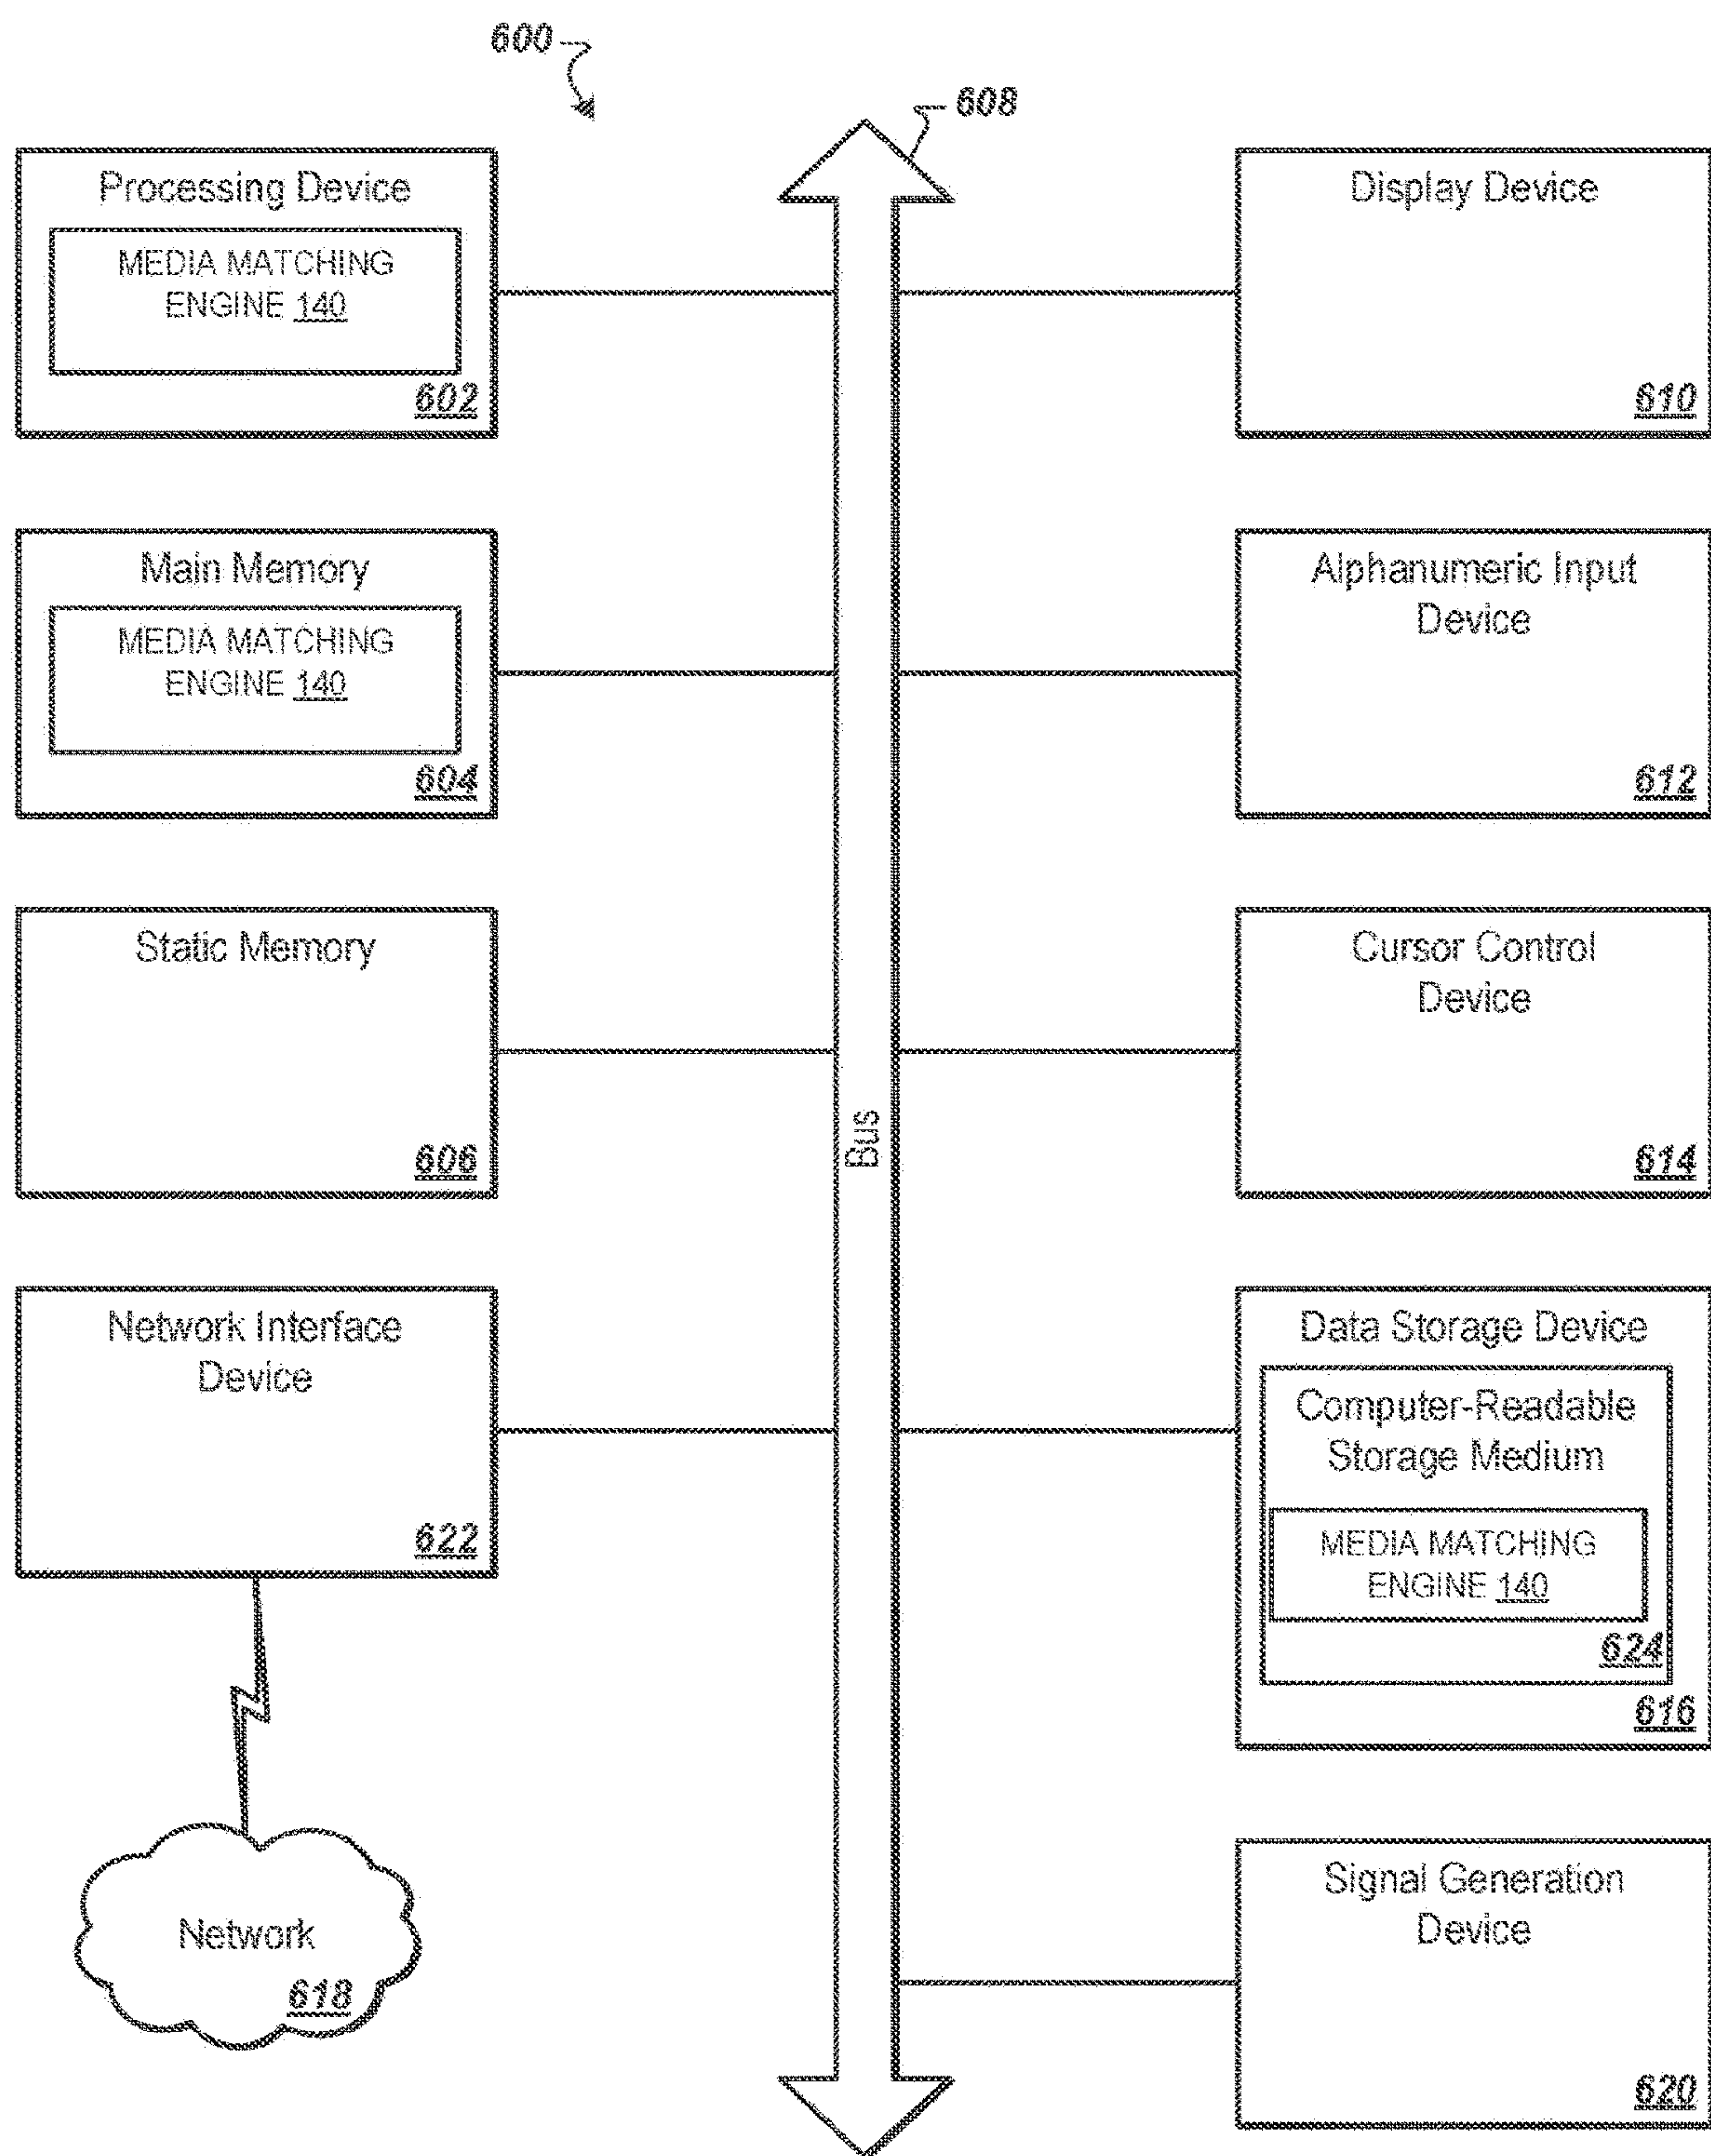 600
608
Processing Device
MEDIA MATCHING
ENGINE 140
602
Main Memory
MEDIA MATCHING
ENGINE 140
604
Static Memory
606
Network Interface
Device
622
Network
618
Bus
Display Device
610
Alphanumeric Input
Device
612
Cursor Control
Device
614
Data Storage Device
Computer-Readable
Storage Medium
MEDIA MATCHING
ENGINE 140
624
616
Signal Generation
Device
620